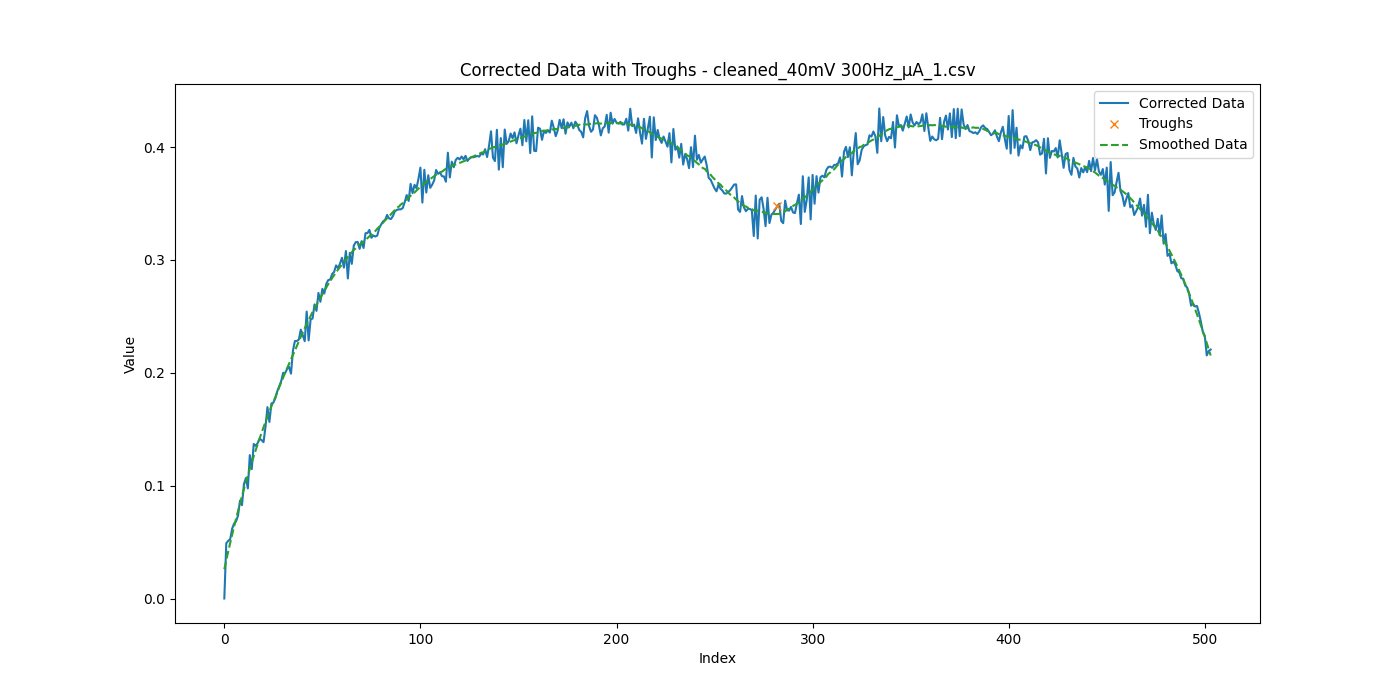 Corrected Data with Troughs - cleaned_40mV 300Hz_μA_1.csv
Corrected Data
Troughs
Smoothed Data
Value
0.4
0.3
0.2
0.1
0.0
0 100 200 300 400 500
Index